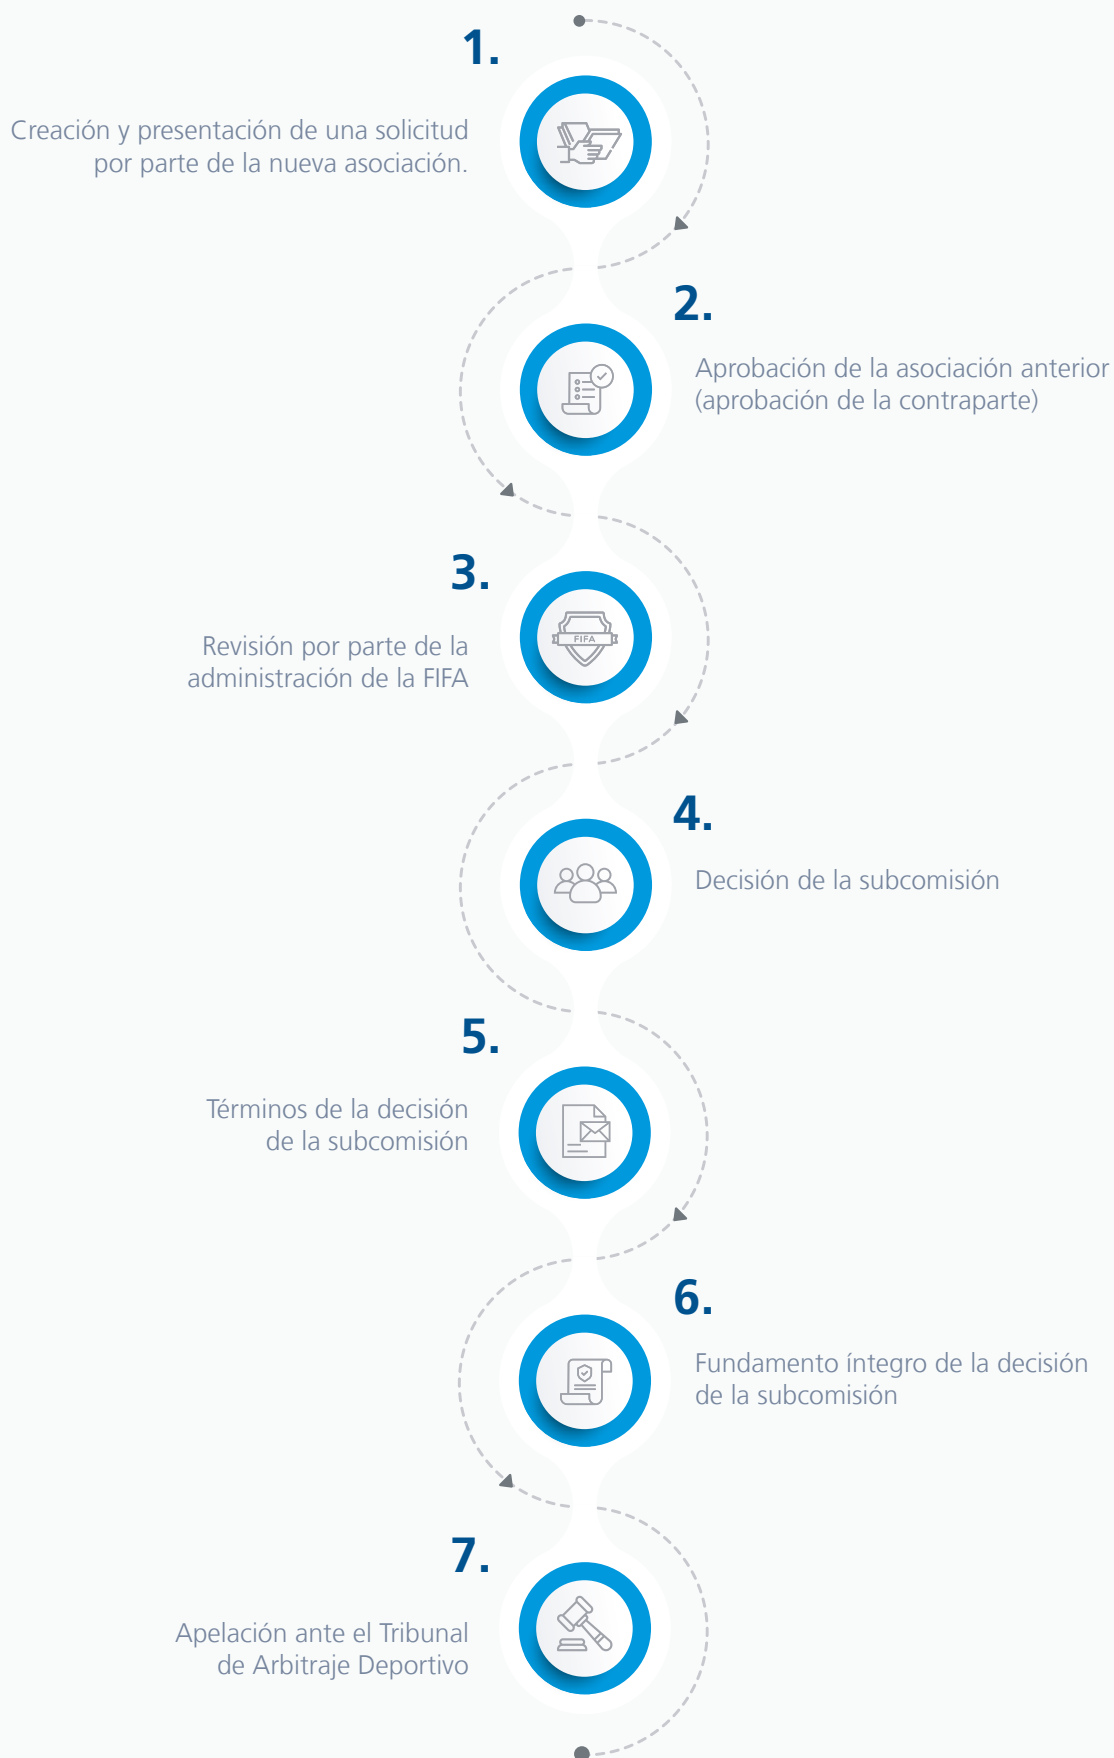 1.
Creación y presentación de una solicitud
por parte de la nueva asociación.
2.
Aprobación de la asociación anterior
(aprobación de la contraparte)
3.
FIFA
Revisión por parte de la
administración de la FIFA
4.
Decisión de la subcomisión
5.
Términos de la decisión
de la subcomisión
6.
Fundamento íntegro de la decisión
de la subcomisión
7.
Apelación ante el Tribunal
de Arbitraje Deportivo